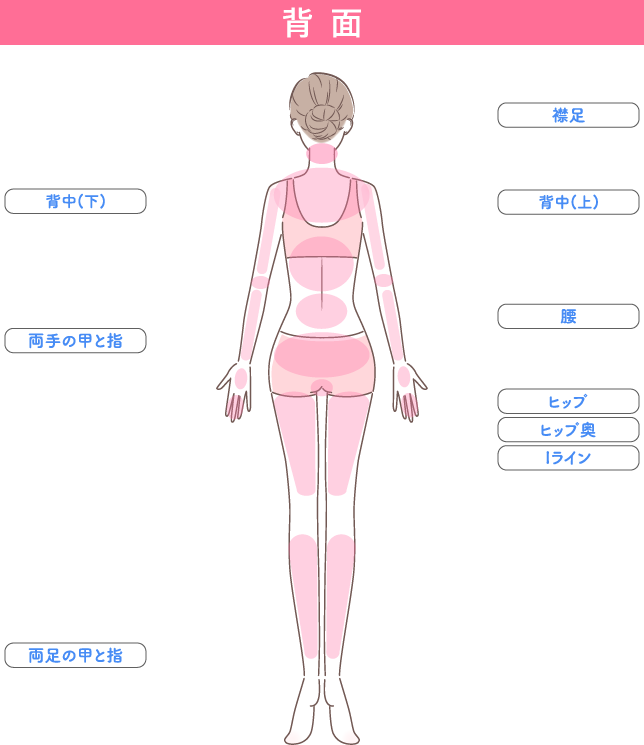 背面
襟足
背中(下)
背中(上)
腰
両手の甲と指
ヒップ
ヒップ奥
Iライン
両足の甲と指